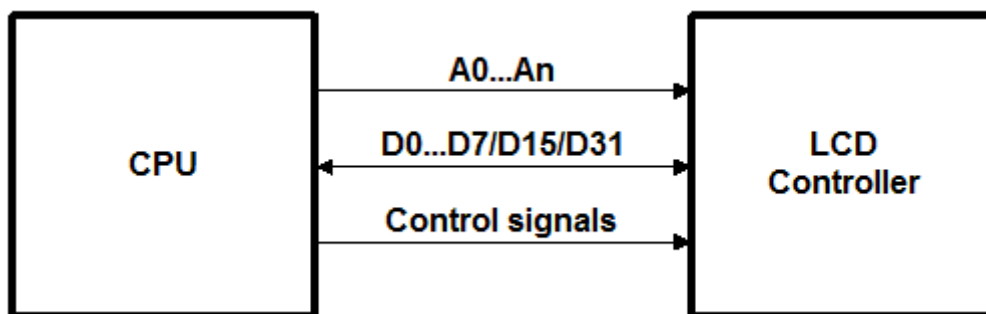 A0...An
CPU
D0...D7/D15/D31
LCD
Controller
Control signals